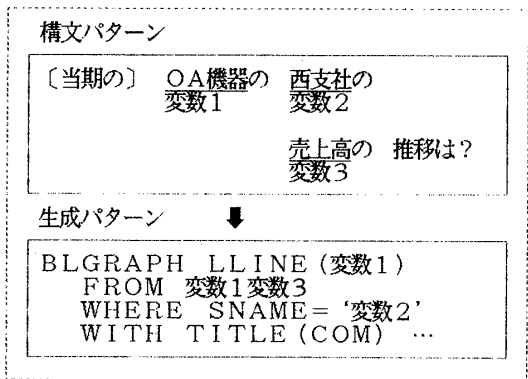 構文パターン
〔当期の〕 ＯＡ機器の 西支社の
変数１ 変数２
売上高の 推移は？
変数３
生成パターン
ＢＬＧＲＡＰＨ ＬＬＩＮＥ（変数１）
ＦＲＯＭ 変数１変数３
ＷＨＥＲＥ ＳＮＡＭＥ＝‘変数２’
ＷＩＴＨ ＴＩＴＬＥ（ＣＯＭ） …